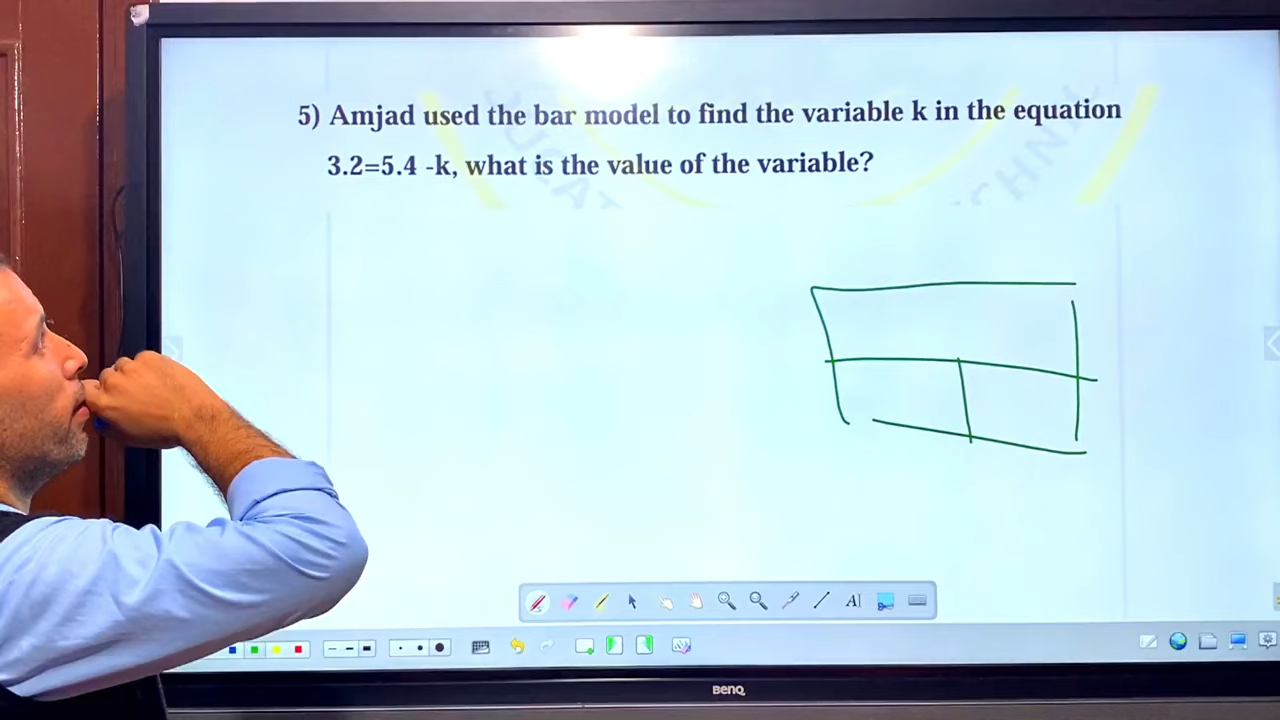 5) Amjad used the bar model to find the variable k in the equation
3.2=5.4 -k, what is the value of the variable?
A
BENQ